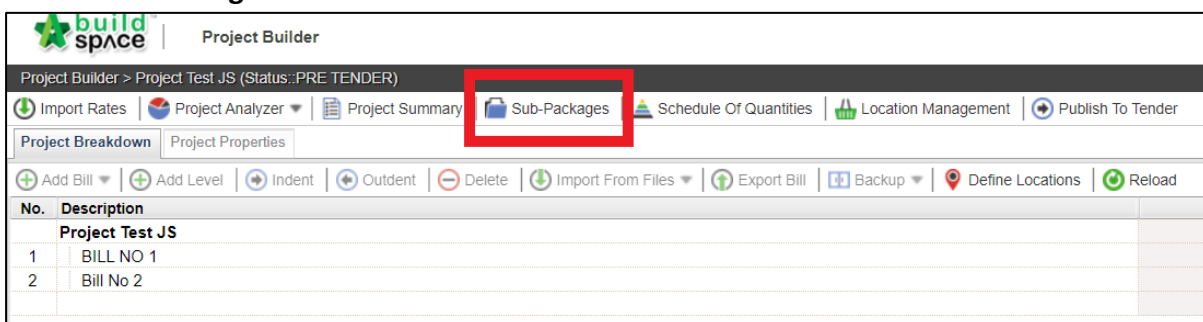 build
space
Project Builder
Project Builder > Project Test JS (Status::PRE TENDER)
Import Rates Project Analyzer Project Summary Sub-Packages Schedule Of Quantities Location Management Publish To Tender
Project Breakdown Project Properties
Add Bill Add Level Indent Outdent Delete Import From Files Export Bill Backup Define Locations Reload
No. Description
Project Test JS
1 BILL NO 1
2 Bill No 2